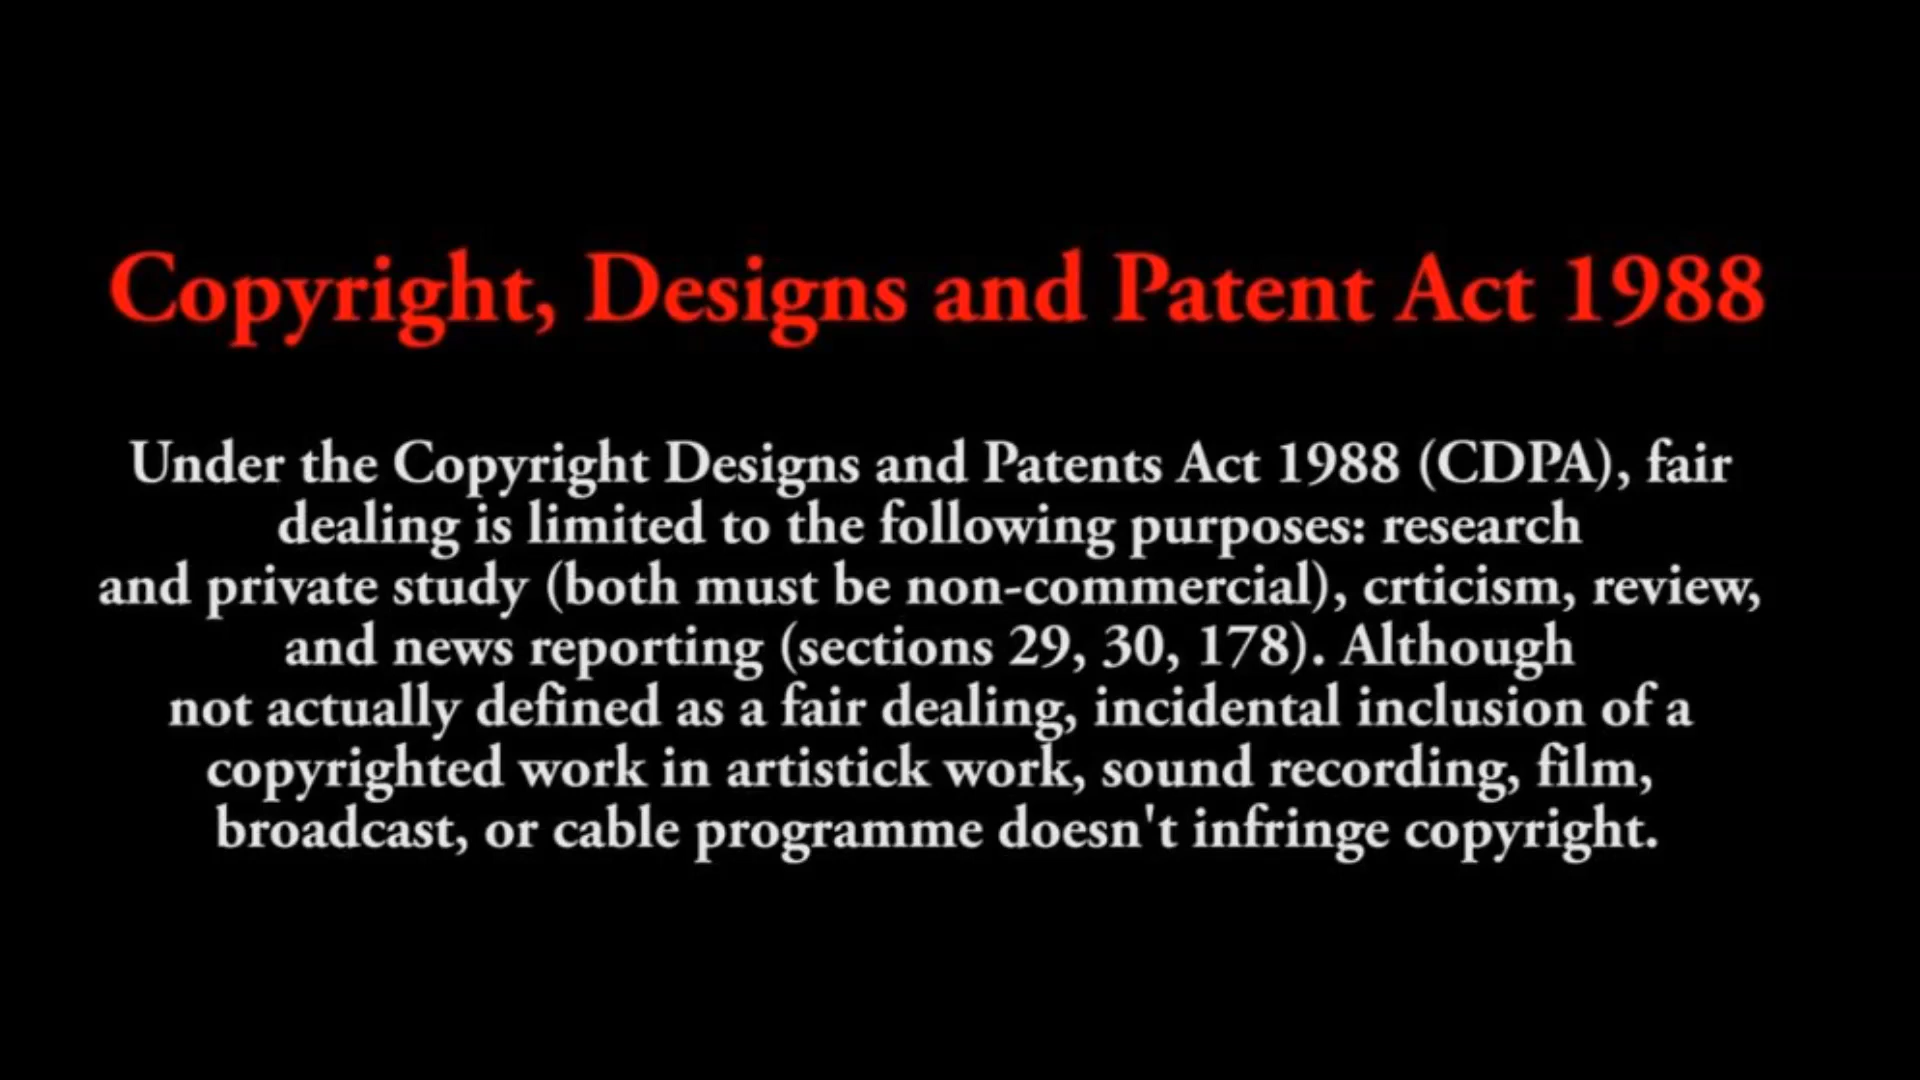 Copyright, Designs and Patent Act 1988
Under the Copyright Designs and Patents Act 1988 (CDPA), fair
dealing is limited to the following purposes: research
and private study (both must be non-commercial), crticism, review,
and news reporting (sections 29, 30, 178). Although
not actually defined as a fair dealing, incidental inclusion of a
copyrighted work in artistick work, sound recording, film,
broadcast, or cable programme doesn't infringe copyright.